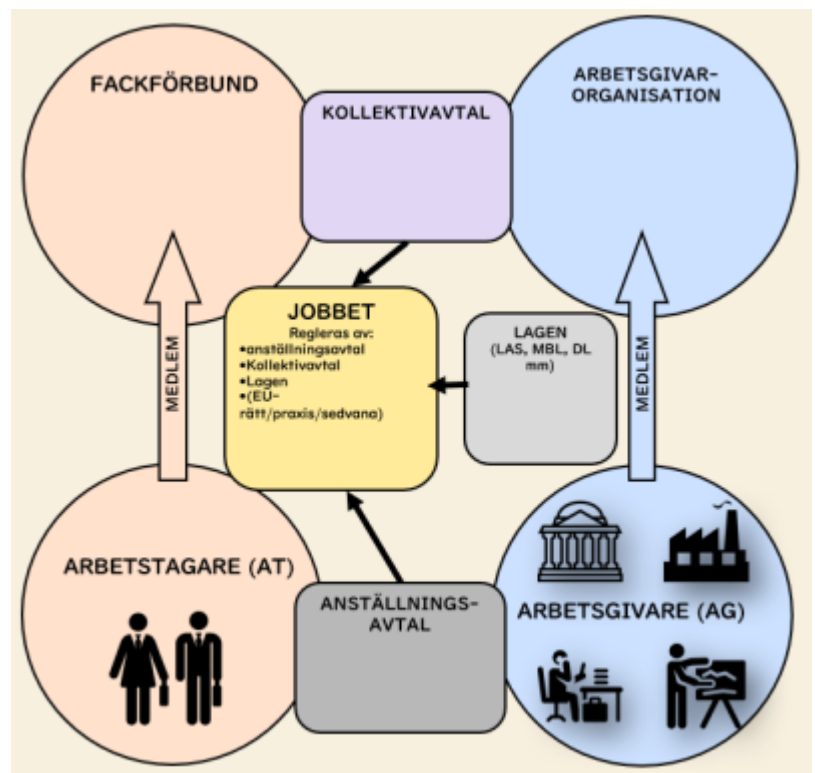 FACKFÖRBUND
KOLLEKTIVAVTAL
ARBETSGIVAR-
ORGANISATION
JOBBET
Regleras av:
•anställningsavtal
•Kollektivavtal
•Lagen
•(EU-
rätt/praxis/sedvana)
LAGEN
(LAS, MBL, DL
mm)
MEDLEM
MEDLEM
ARBETSTAGARE (AT)
ANSTÄLLNINGS-
AVTAL
ARBETSGIVARE (AG)